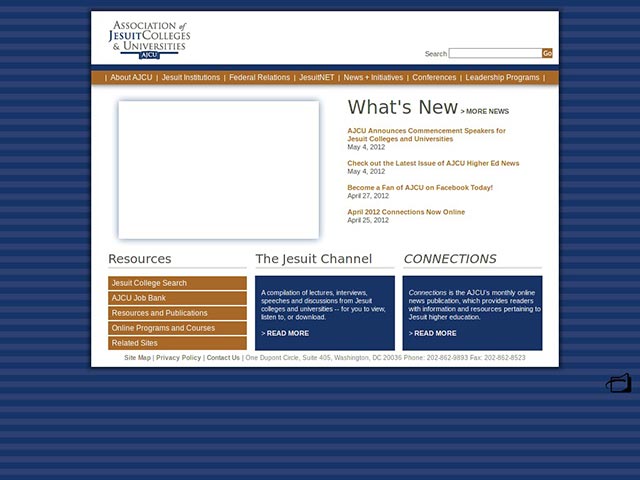 ASSOCIATION of
JESUIT COLLEGES
& UNIVERSITIES
AJCU
Search
Go
| About AJCU | Jesuit Institutions | Federal Relations | JesuitNET | News + Initiatives | Conferences | Leadership Programs |
What's New > MORE NEWS
AJCU Announces Commencement Speakers for
Jesuit Colleges and Universities
May 4, 2012
Check out the Latest Issue of AJCU Higher Ed News
May 4, 2012
Become a Fan of AJCU on Facebook Today!
April 27, 2012
April 2012 Connections Now Online
April 25, 2012
Resources
Jesuit College Search
AJCU Job Bank
Resources and Publications
Online Programs and Courses
Related Sites
The Jesuit Channel
A compilation of lectures, interviews,
speeches and discussions from Jesuit
colleges and universities -- for you to view,
listen to, or download.
> READ MORE
CONNECTIONS
Connections is the AJCU's monthly online
news publication, which provides readers
with information and resources pertaining to
Jesuit higher education.
> READ MORE
Site Map | Privacy Policy | Contact Us | One Dupont Circle, Suite 405, Washington, DC 20036 Phone: 202-862-9893 Fax: 202-862-8523